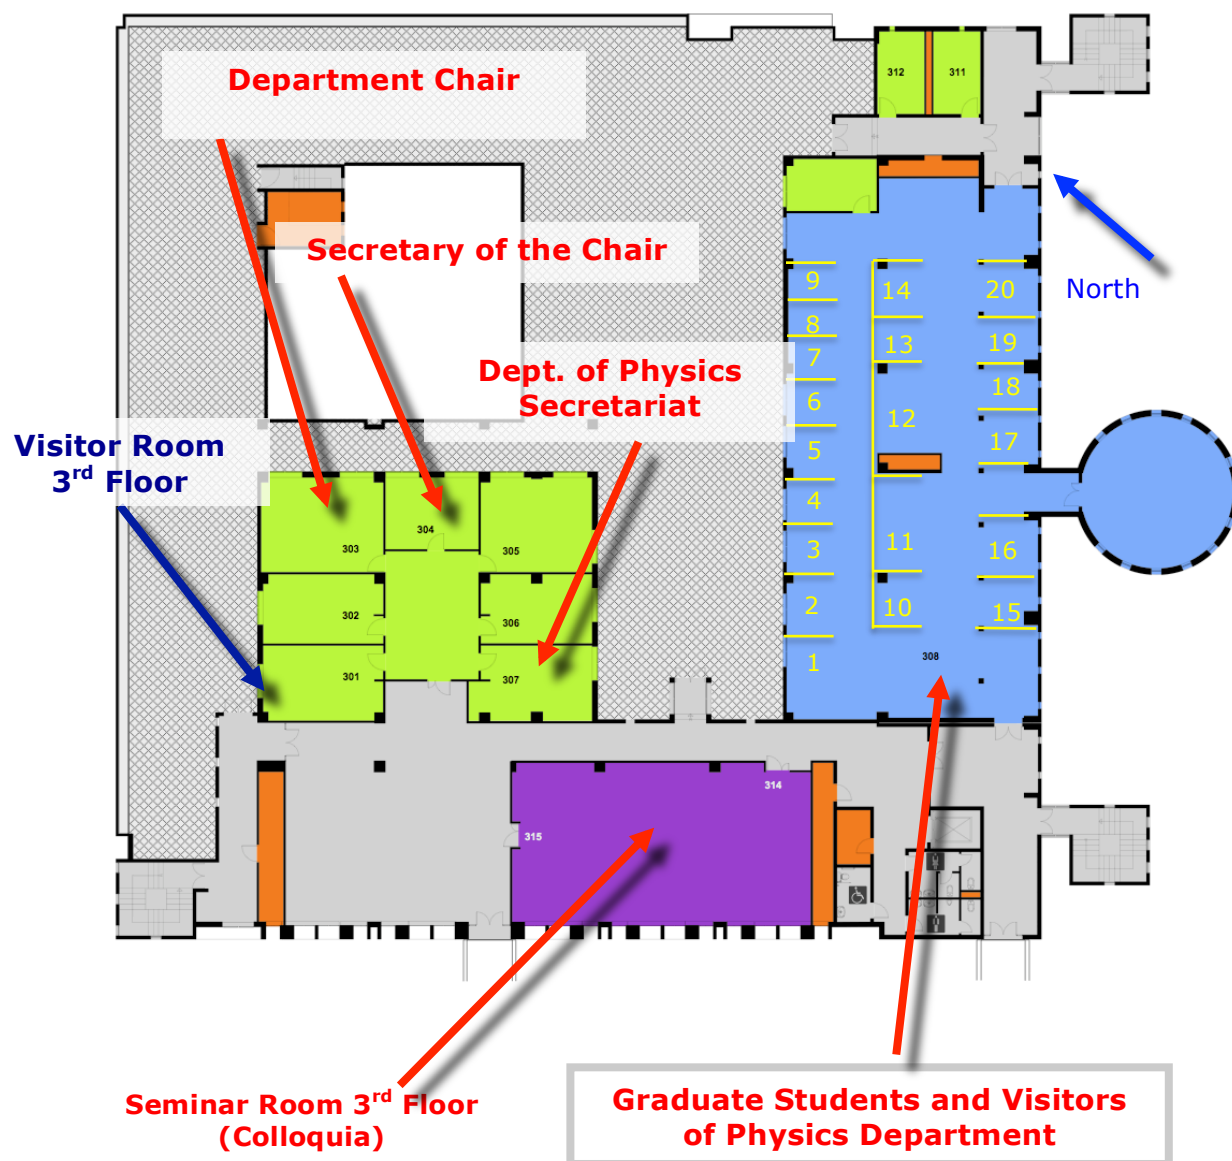 Department Chair
312
311
Secretary of the Chair
North
9
14
20
8
13
19
7
Dept. of Physics
Secretariat
18
6
12
17
5
Visitor Room
3rd Floor
4
304
303
305
3
11
16
2
10
15
302
306
1
308
301
307
314
315
Seminar Room 3rd Floor
(Colloquia)
Graduate Students and Visitors
of Physics Department